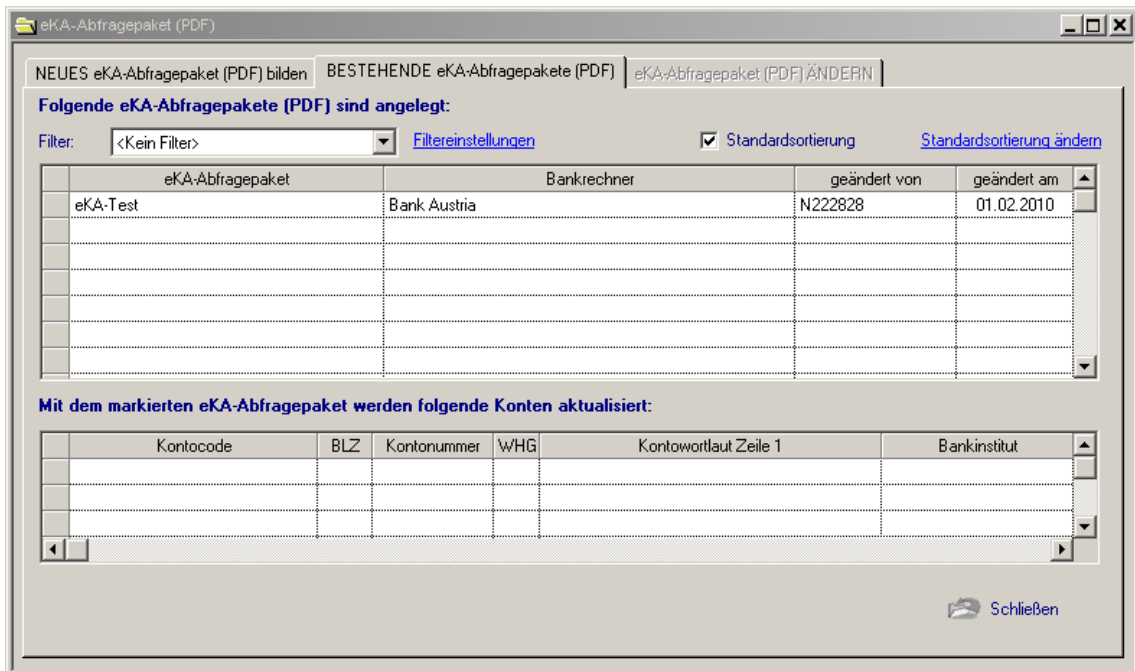 eKA-Abfragepaket (PDF)
NEUES eKA-Abfragepaket (PDF) bilden BESTEHENDE eKA-Abfragepakete (PDF) eKA-Abfragepaket (PDF) ÄNDERN
Folgende eKA-Abfragepakete (PDF) sind angelegt:
Filter: <Kein Filter> Filtereinstellungen Standardsortierung Standardsortierung ändern
eKA-Abfragepaket Bankrechner geändert von geändert am
eKA-Test Bank Austria N222828 01.02.2010
Mit dem markierten eKA-Abfragepaket werden folgende Konten aktualisiert:
Kontocode BLZ Kontonummer WHG Kontowortlaut Zeile 1 Bankinstitut
Schließen